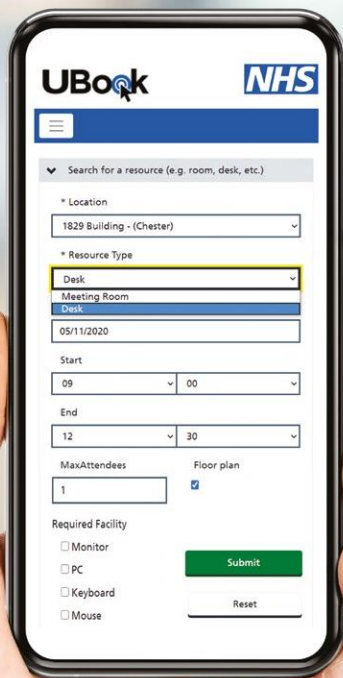 UBook
NHS
Search for a resource (e.g. room, desk, etc.)
* Location
1829 Building - (Chester)
* Resource Type
Desk
Meeting Room
Desk
05/11/2020
Start
09 00
End
12 30
MaxAttendees Floor plan
1
Required Facility
Monitor
PC
Keyboard
Mouse
Submit
Reset